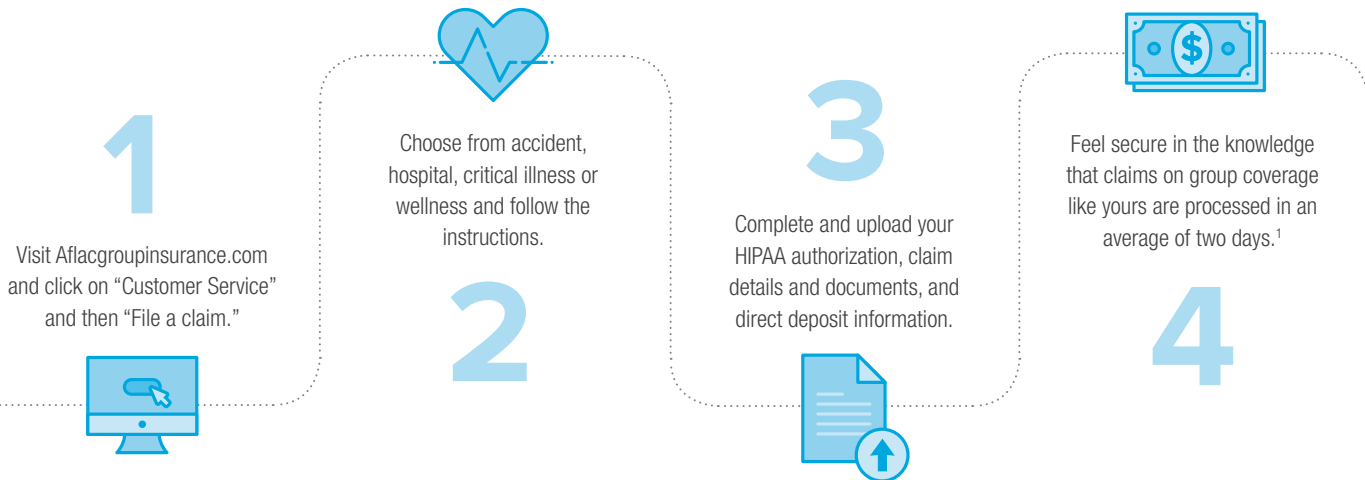 1
Visit Aflacgroupinsurance.com
and click on “Customer Service”
and then “File a claim.”
Choose from accident,
hospital, critical illness or
wellness and follow the
instructions.
2
3
Complete and upload your
HIPAA authorization, claim
details and documents, and
direct deposit information.
$
Feel secure in the knowledge
that claims on group coverage
like yours are processed in an
average of two days.¹
4